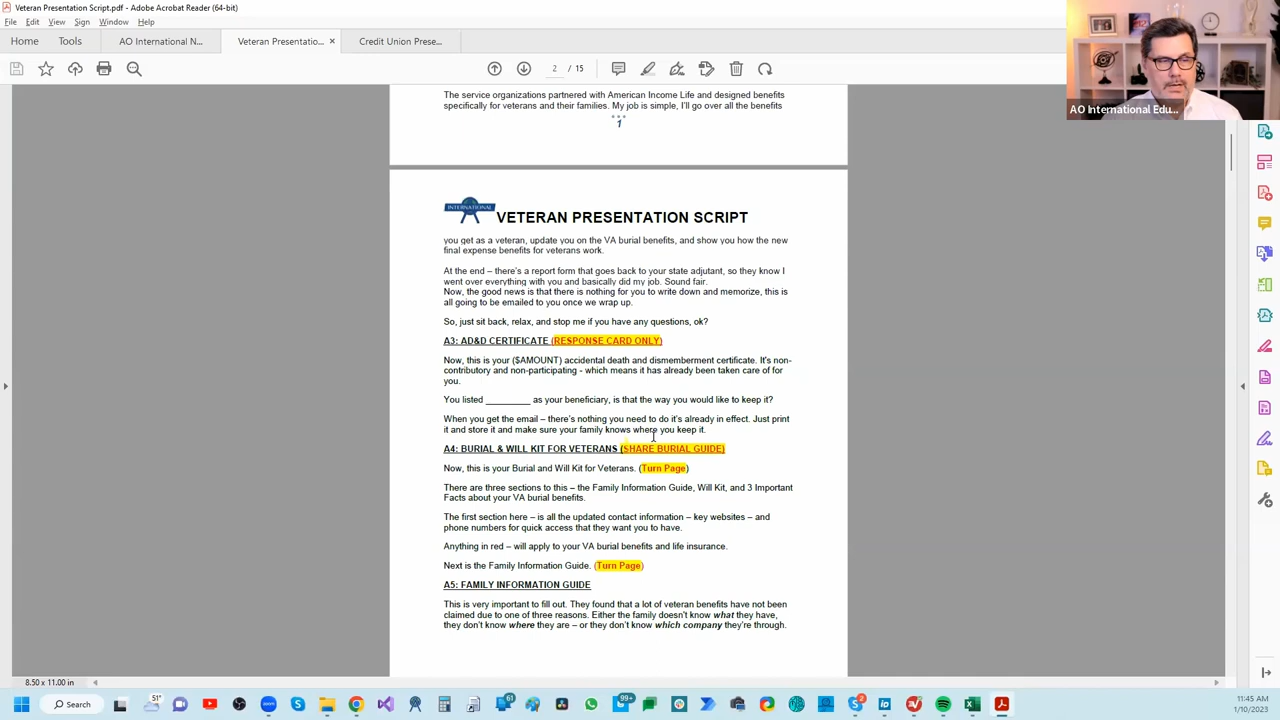 Veteran Presentation Script.pdf - Adobe Acrobat Reader (64-bit)
File Edit View Sign Window Help
Home Tools AO International N... Veteran Presentatio... × Credit Union Prese...
2 / 15
The service organizations partnered with American Income Life and designed benefits
specifically for veterans and their families. My job is simple, I'll go over all the benefits
1
AO International Edu...
INTERNATIONAL
VETERAN PRESENTATION SCRIPT
you get as a veteran, update you on the VA burial benefits, and show you how the new
final expense benefits for veterans work.
At the end – there's a report form that goes back to your state adjutant, so they know I
went over everything with you and basically did my job. Sound fair.
Now, the good news is that there is nothing for you to write down and memorize, this is
all going to be emailed to you once we wrap up.
So, just sit back, relax, and stop me if you have any questions, ok?
A3: AD&D CERTIFICATE (RESPONSE CARD ONLY)
Now, this is your ($AMOUNT) accidental death and dismemberment certificate. It's non-
contributory and non-participating - which means it has already been taken care of for
you.
You listed _________ as your beneficiary, is that the way you would like to keep it?
When you get the email – there's nothing you need to do it's already in effect. Just print
it and store it and make sure your family knows where you keep it.
A4: BURIAL & WILL KIT FOR VETERANS (SHARE BURIAL GUIDE)
Now, this is your Burial and Will Kit for Veterans. (Turn Page)
There are three sections to this – the Family Information Guide, Will Kit, and 3 Important
Facts about your VA burial benefits.
The first section here – is all the updated contact information – key websites – and
phone numbers for quick access that they want you to have.
Anything in red – will apply to your VA burial benefits and life insurance.
Next is the Family Information Guide. (Turn Page)
A5: FAMILY INFORMATION GUIDE
This is very important to fill out. They found that a lot of veteran benefits have not been
claimed due to one of three reasons. Either the family doesn't know what they have,
they don't know where they are – or they don't know which company they're through.
8.50 x 11.00 in
Search
51°
61
99+
11:45 AM
1/10/2023